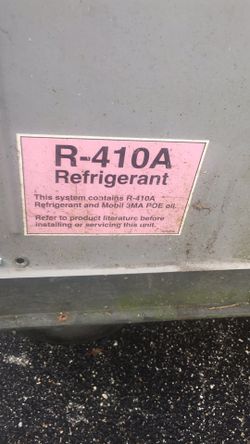 R-410A
Refrigerant
This system contains R-410A
Refrigerant and Mobil 3MA POE oil.
Refer to product literature before
installing or servicing this unit.